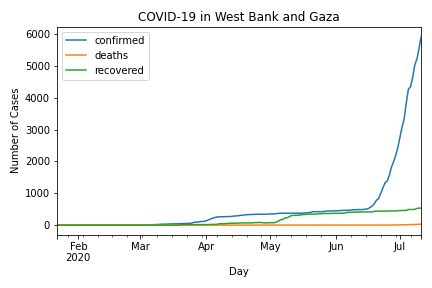 COVID-19 in West Bank and Gaza
confirmed
deaths
recovered
Number of Cases
6000
5000
4000
3000
2000
1000
0
Feb
2020
Mar
Apr
May
Jun
Jul
Day